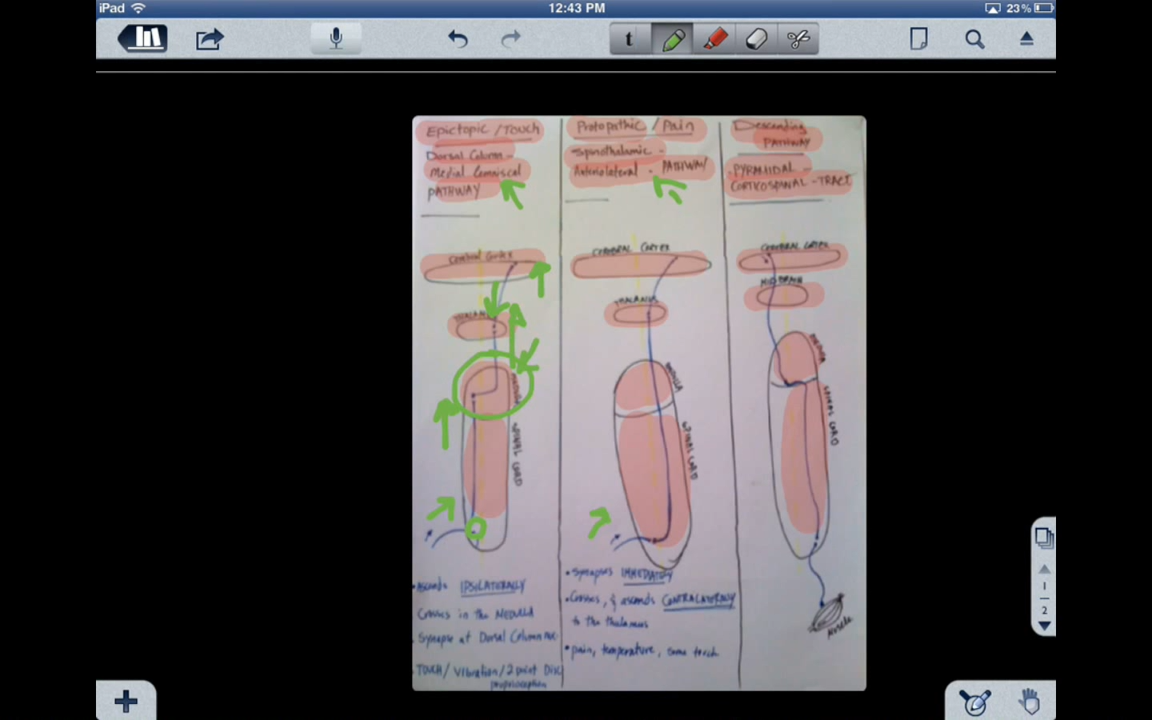 iPad
12:43 PM
23%
t
Epictopic / Touch
Dorsal Column -
Medial Lemniscal
PATHWAY
Cerebral Cortex
MEDULLA
SPINAL CORD
• Ascends IPSILATERALLY
Crosses in the MEDULLA
. Synapse at Dorsal Column Nuc
. TOUCH / Vibration / 2 point Disc
proprioception
Protopathic / Pain
Spinothalamic -
Anterolateral - PATHWAY
CEREBRAL CORTEX
THALAMUS
MEDULLA
SPINAL CORD
• Synapses IMMEDIATELY
• Crosses, & ascends CONTRALATERALLY
to the thalamus
• pain, temperature, some touch
Descending
PATHWAY
PYRAMIDAL -
CORTICOSPINAL - TRACT
CEREBRAL CORTEX
MIDBRAIN
MEDULLA
SPINAL CORD
Muscle
1
2